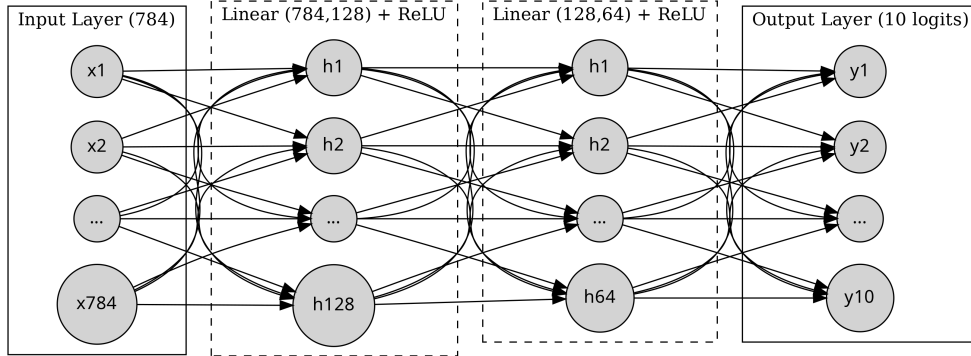 Input Layer (784)
x1
x2
...
x784
Linear (784,128) + ReLU
h1
h2
...
h128
Linear (128,64) + ReLU
h1
h2
...
h64
Output Layer (10 logits)
y1
y2
...
y10